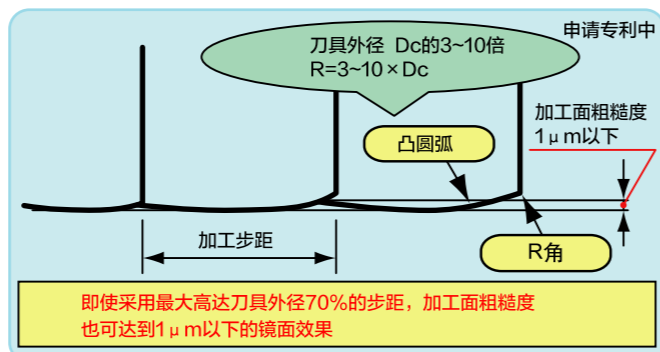 申请专利中
刀具外径 Dc的3~10倍
R=3~10×Dc
加工面粗糙度
1μm以下
凸圆弧
加工步距
R角
即使采用最大高达刀具外径70%的步距，加工面粗糙度
也可达到1μm以下的镜面效果